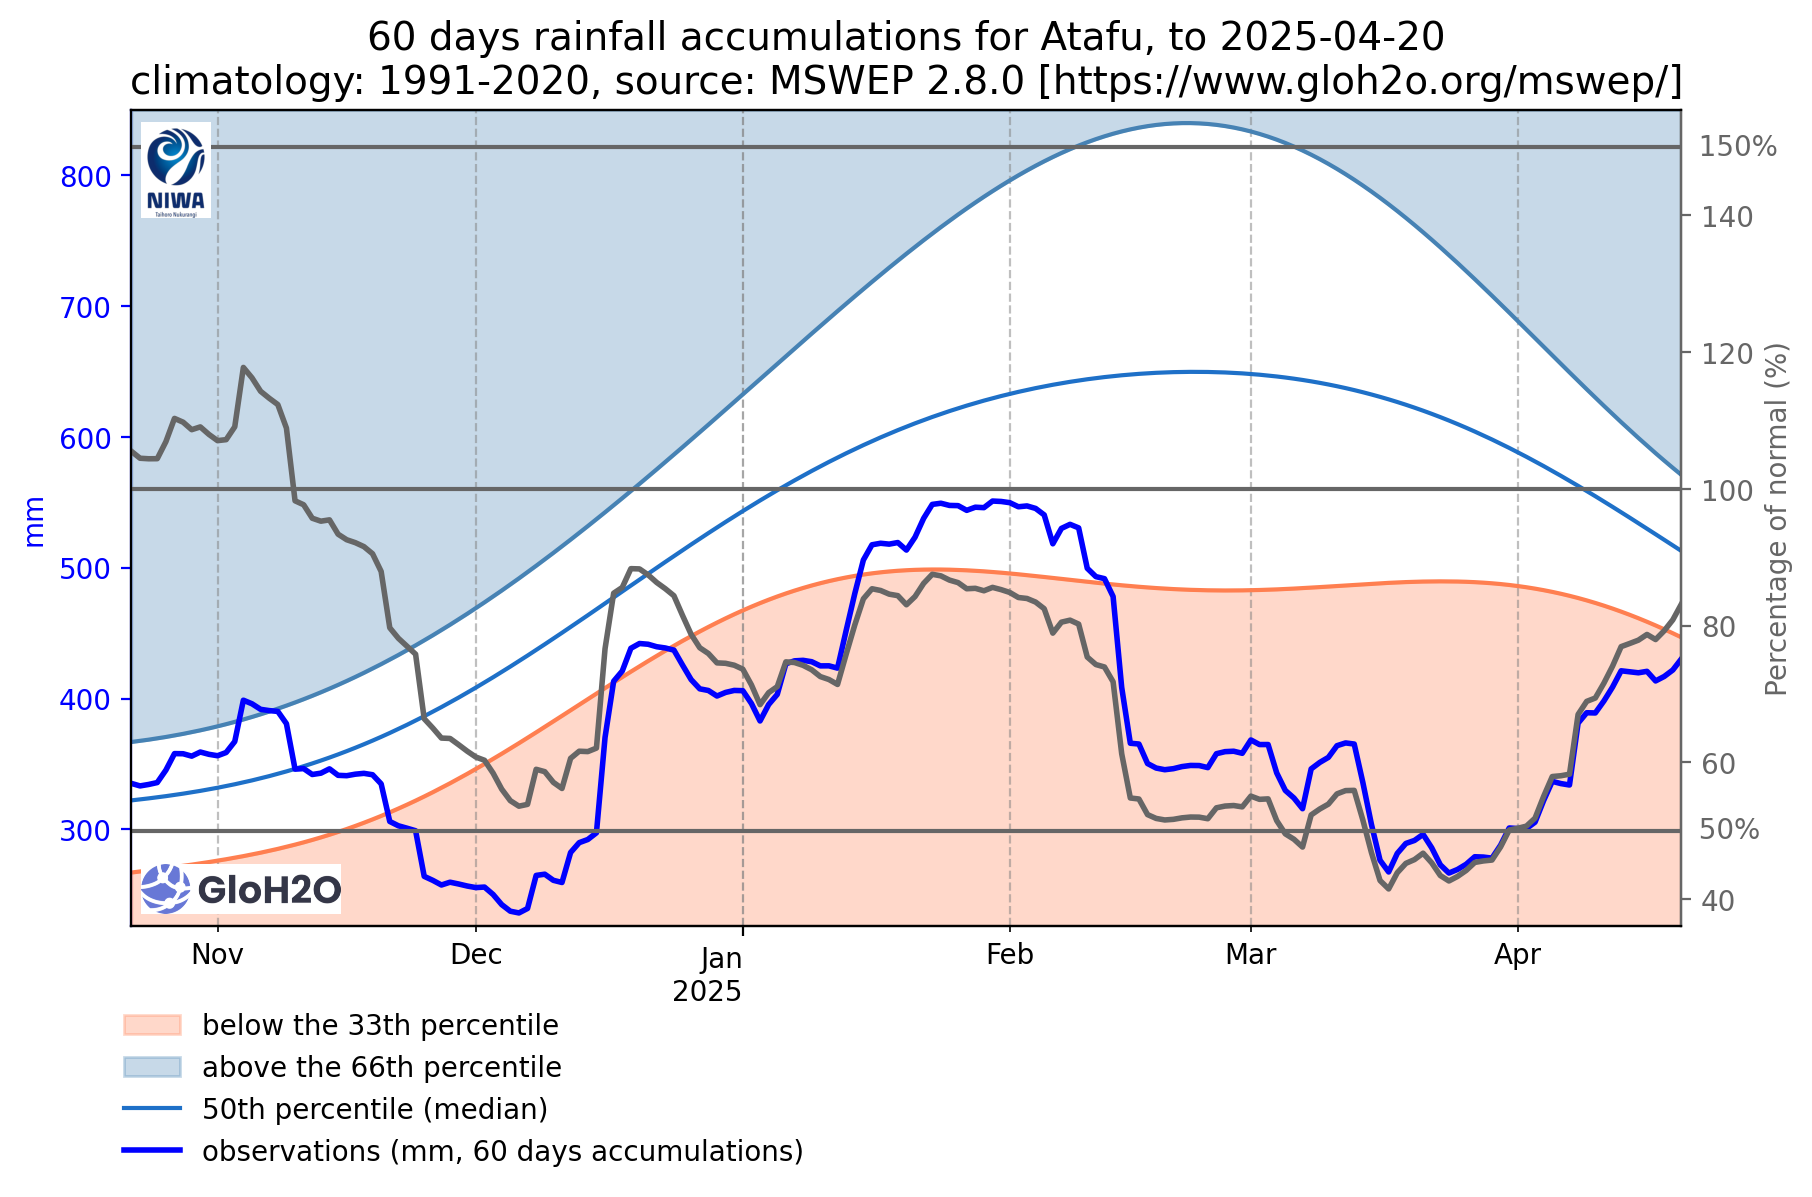 60 days rainfall accumulations for Atafu, to 2025-04-20
climatology: 1991-2020, source: MSWEP 2.8.0 [https://www.gloh2o.org/mswep/]
NIWA
Taihoro Nukurangi
GloH2O
mm
800
700
600
500
400
300
150%
140
120
100
80
60
50%
40
Percentage of normal (%)
Nov
Dec
Jan
2025
Feb
Mar
Apr
below the 33th percentile
above the 66th percentile
50th percentile (median)
observations (mm, 60 days accumulations)